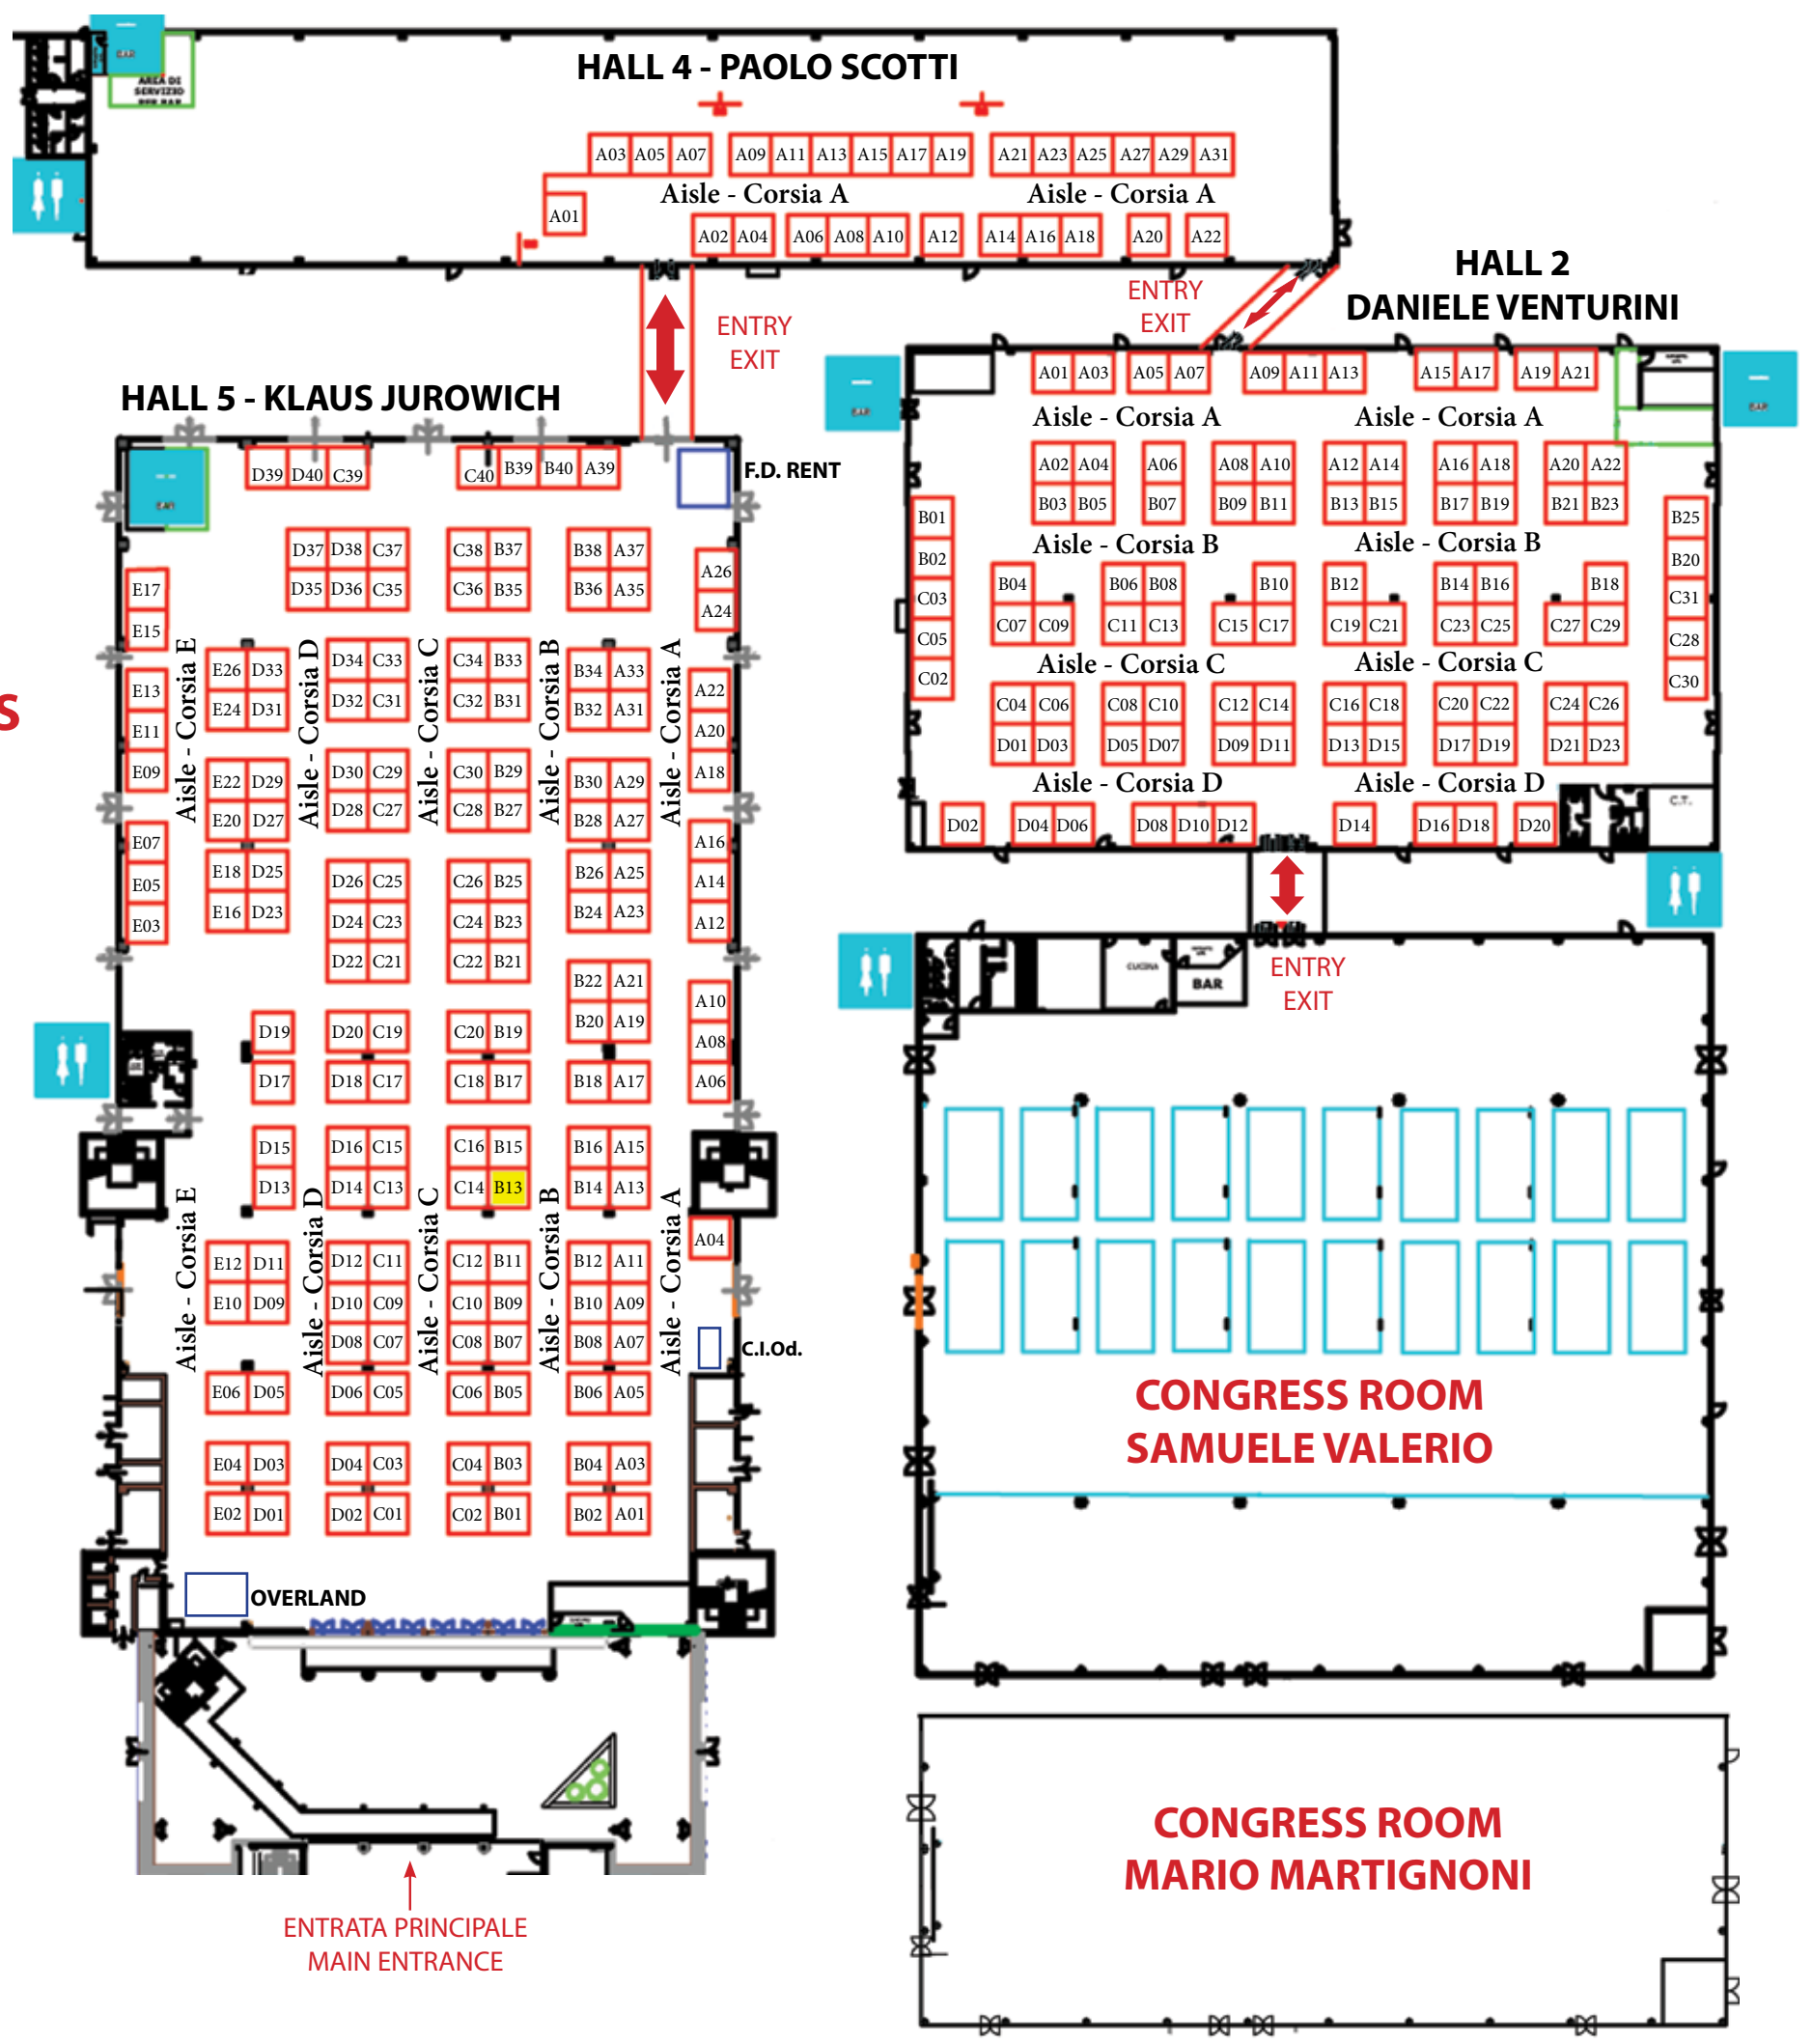 HALL 4 - PAOLO SCOTTI
BAR
AREA DI
SERVIZIO
PER BAR
A03 A05 A07 A09 A11 A13 A15 A17 A19 A21 A23 A25 A27 A29 A31
Aisle - Corsia A Aisle - Corsia A
A01
A02 A04 A06 A08 A10 A12 A14 A16 A18 A20 A22
ENTRY
EXIT
ENTRY
EXIT
HALL 2
DANIELE VENTURINI
BAR
BAR
A01 A03 A05 A07 A09 A11 A13 A15 A17 A19 A21
Aisle - Corsia A Aisle - Corsia A
A02 A04 A06 A08 A10 A12 A14 A16 A18 A20 A22
B03 B05 B07 B09 B11 B13 B15 B17 B19 B21 B23
B01 B25
Aisle - Corsia B Aisle - Corsia B
B02 B20
B04 B06 B08 B10 B12 B14 B16 B18
C03 C31
C07 C09 C11 C13 C15 C17 C19 C21 C23 C25 C27 C29
C05 C28
Aisle - Corsia C Aisle - Corsia C
C02 C30
C04 C06 C08 C10 C12 C14 C16 C18 C20 C22 C24 C26
D01 D03 D05 D07 D09 D11 D13 D15 D17 D19 D21 D23
Aisle - Corsia D Aisle - Corsia D
C.T.
D02 D04 D06 D08 D10 D12 D14 D16 D18 D20
HALL 5 - KLAUS JUROWICH
F.D. RENT
BAR
D39 D40 C39 C40 B39 B40 A39
D37 D38 C37 C38 B37 B38 A37
D35 D36 C35 C36 B35 B36 A35
A26
A24
E17
E15
S
Aisle - Corsia E Aisle - Corsia D Aisle - Corsia C Aisle - Corsia B Aisle - Corsia A
E26 D33 D34 C33 C34 B33 B34 A33
E24 D31 D32 C31 C32 B31 B32 A31
E13 A22
E11 A20
E09 A18
E22 D29 D30 C29 C30 B29 B30 A29
E20 D27 D28 C27 C28 B27 B28 A27
E07 A16
E05 A14
E03 A12
E18 D25 D26 C25 C26 B25 B26 A25
E16 D23 D24 C23 C24 B23 B24 A23
D22 C21 C22 B21 B22 A21
B20 A19
A10
A08
A06
D19 D20 C19 C20 B19
D17 D18 C17 C18 B17 B18 A17
D15 D16 C15 C16 B15 B16 A15
D13 D14 C13 C14 B13 B14 A13
Aisle - Corsia E Aisle - Corsia D Aisle - Corsia C Aisle - Corsia B Aisle - Corsia A
A04
E12 D11 D12 C11 C12 B11 B12 A11
E10 D09 D10 C09 C10 B09 B10 A09
D08 C07 C08 B07 B08 A07
C.I.Od.
E06 D05 D06 C05 C06 B05 B06 A05
E04 D03 D04 C03 C04 B03 B04 A03
E02 D01 D02 C01 C02 B01 B02 A01
OVERLAND
ENTRATA PRINCIPALE
MAIN ENTRANCE
CUCINA
BAR
ENTRY
EXIT
CONGRESS ROOM
SAMUELE VALERIO
CONGRESS ROOM
MARIO MARTIGNONI